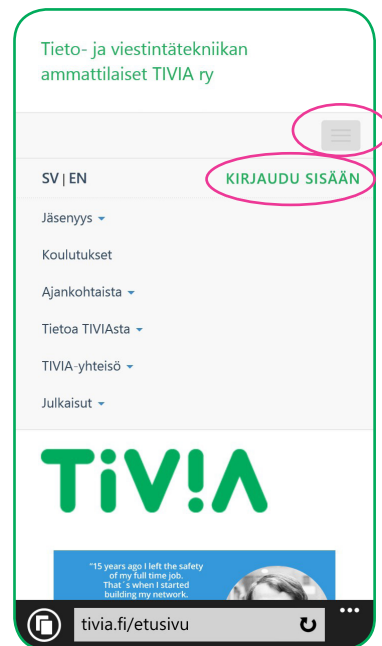 Tieto- ja viestintätekniikan
ammattilaiset TIVIA ry
SV | EN
KIRJAUDU SISÄÄN
Jäsenyys
Koulutukset
Ajankohtaista
Tietoa TIVIAsta
TIVIA-yhteisö
Julkaisut
TiV!A
"15 years ago I left the safety
of my full time job.
That´s when I started
building my network.
tivia.fi/etusivu